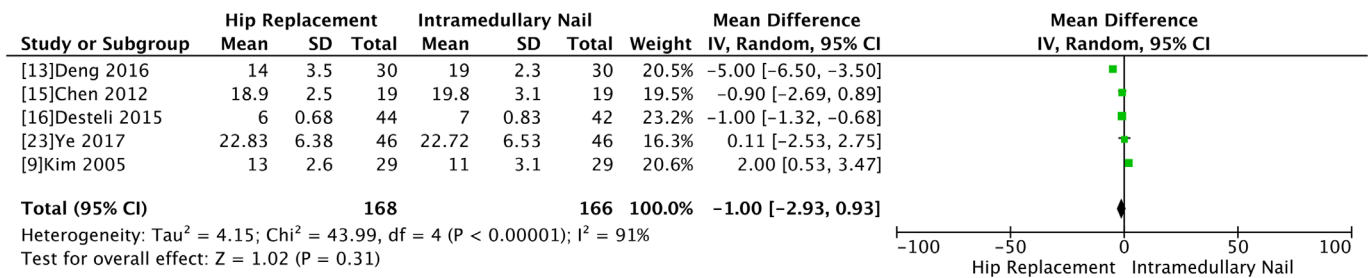 Hip Replacement Intramedullary Nail Mean Difference Mean Difference
Study or Subgroup Mean SD Total Mean SD Total Weight IV, Random, 95% CI IV, Random, 95% CI
[13]Deng 2016 14 3.5 30 19 2.3 30 20.5% −5.00 [−6.50, −3.50]
[15]Chen 2012 18.9 2.5 19 19.8 3.1 19 19.5% −0.90 [−2.69, 0.89]
[16]Desteli 2015 6 0.68 44 7 0.83 42 23.2% −1.00 [−1.32, −0.68]
[23]Ye 2017 22.83 6.38 46 22.72 6.53 46 16.3% 0.11 [−2.53, 2.75]
[9]Kim 2005 13 2.6 29 11 3.1 29 20.6% 2.00 [0.53, 3.47]
Total (95% CI) 168 166 100.0% −1.00 [−2.93, 0.93]
Heterogeneity: Tau² = 4.15; Chi² = 43.99, df = 4 (P < 0.00001); I² = 91%
Test for overall effect: Z = 1.02 (P = 0.31)
−100 −50 0 50 100
Hip Replacement Intramedullary Nail